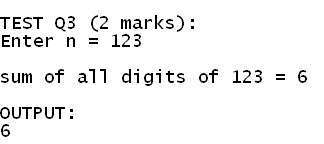 TEST Q3 (2 marks):
Enter n = 123
sum of all digits of 123 = 6
OUTPUT:
6